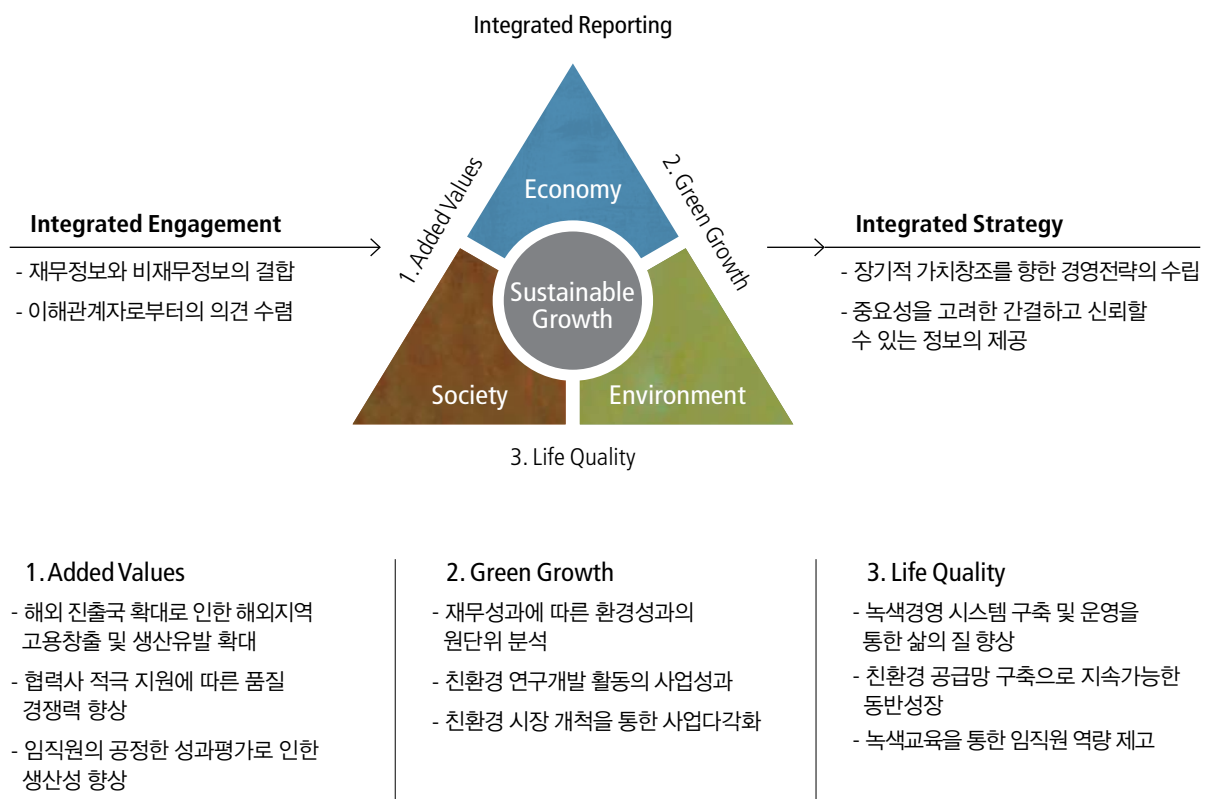 Integrated Reporting
1. Added Values
2. Green Growth
Economy
Integrated Engagement
- 재무정보와 비재무정보의 결합
- 이해관계자로부터의 의견 수렴
Sustainable
Growth
Integrated Strategy
- 장기적 가치창조를 향한 경영전략의 수립
- 중요성을 고려한 간결하고 신뢰할
수 있는 정보의 제공
Society
Environment
3. Life Quality
1. Added Values
- 해외 진출국 확대로 인한 해외지역
고용창출 및 생산유발 확대
- 협력사 적극 지원에 따른 품질
경쟁력 향상
- 임직원의 공정한 성과평가로 인한
생산성 향상
2. Green Growth
- 재무성과에 따른 환경성과의
원단위 분석
- 친환경 연구개발 활동의 사업성과
- 친환경 시장 개척을 통한 사업다각화
3. Life Quality
- 녹색경영 시스템 구축 및 운영을
통한 삶의 질 향상
- 친환경 공급망 구축으로 지속가능한
동반성장
- 녹색교육을 통한 임직원 역량 제고